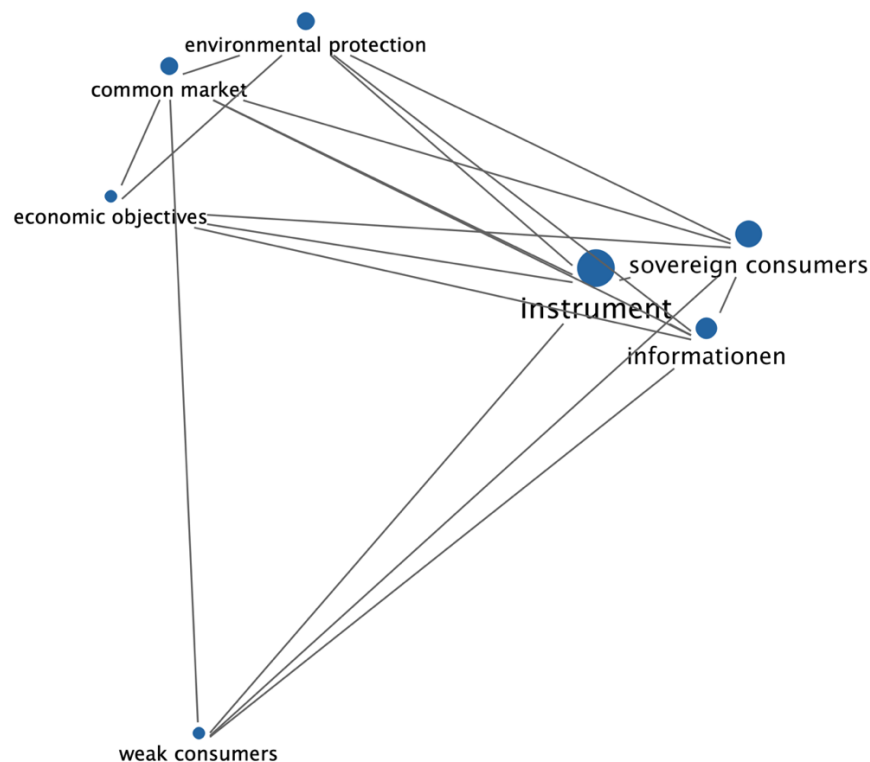 environmental protection
common market
economic objectives
sovereign consumers
instrument
informationen
weak consumers